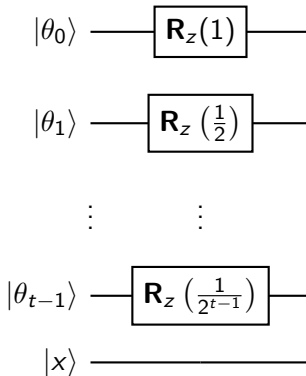 |θ₀⟩ R_z(1)
|θ₁⟩ R_z (1/2)
⋮ ⋮
|θ_{t−1}⟩ R_z (1/2^{t−1})
|x⟩